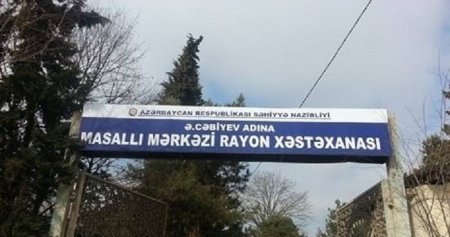 AZƏRBAYCAN RESPUBLİKASI SƏHİYYƏ NAZİRLİYİ
Ə.CƏBİYEV ADINA
MASALLI MƏRKƏZİ RAYON XƏSTƏXANASI